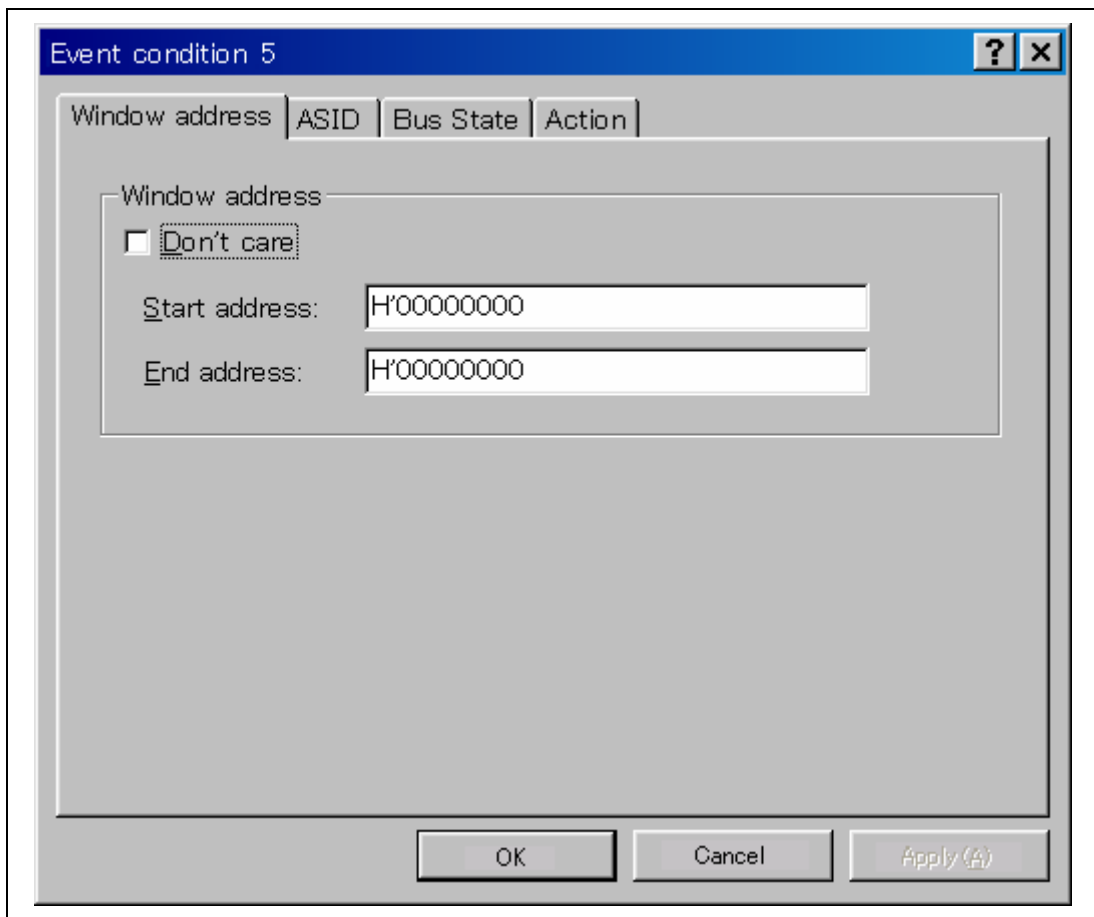 Event condition 5
Window address ASID Bus State Action
Window address
Don't care
Start address: H'00000000
End address: H'00000000
OK Cancel Apply (A)